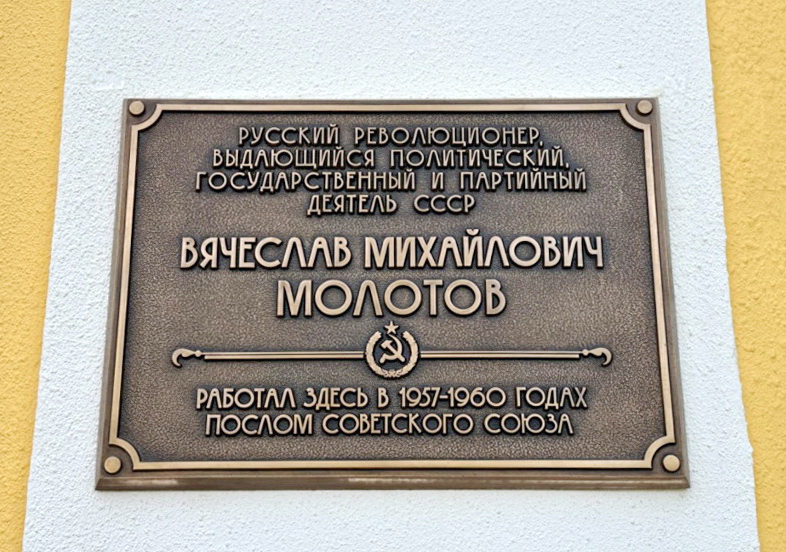 РУССКИЙ РЕВОЛЮЦИОНЕР,
ВЫДАЮЩИЙСЯ ПОЛИТИЧЕСКИЙ,
ГОСУДАРСТВЕННЫЙ И ПАРТИЙНЫЙ
ДЕЯТЕЛЬ СССР
ВЯЧЕСЛАВ МИХАЙЛОВИЧ
МОЛОТОВ
РАБОТАЛ ЗДЕСЬ В 1957-1960 ГОДАХ
ПОСЛОМ СОВЕТСКОГО СОЮЗА